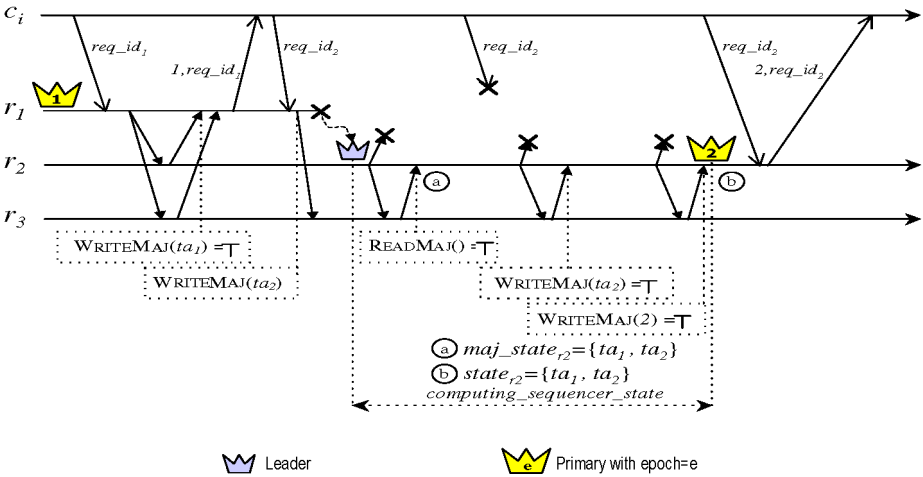 c_i
req_id_1
1,req_id_1
req_id_2
req_id_2
req_id_2
2,req_id_2
1
r_1
r_2
2
a
b
r_3
WRITEMAJ(ta_1) =⊤
READMAJ() =⊤
WRITEMAJ(ta_2)
WRITEMAJ(ta_2) =⊤
WRITEMAJ(2) =⊤
a maj_state_r2={ta_1, ta_2}
b state_r2={ta_1, ta_2}
computing_sequencer_state
Leader
e Primary with epoch=e